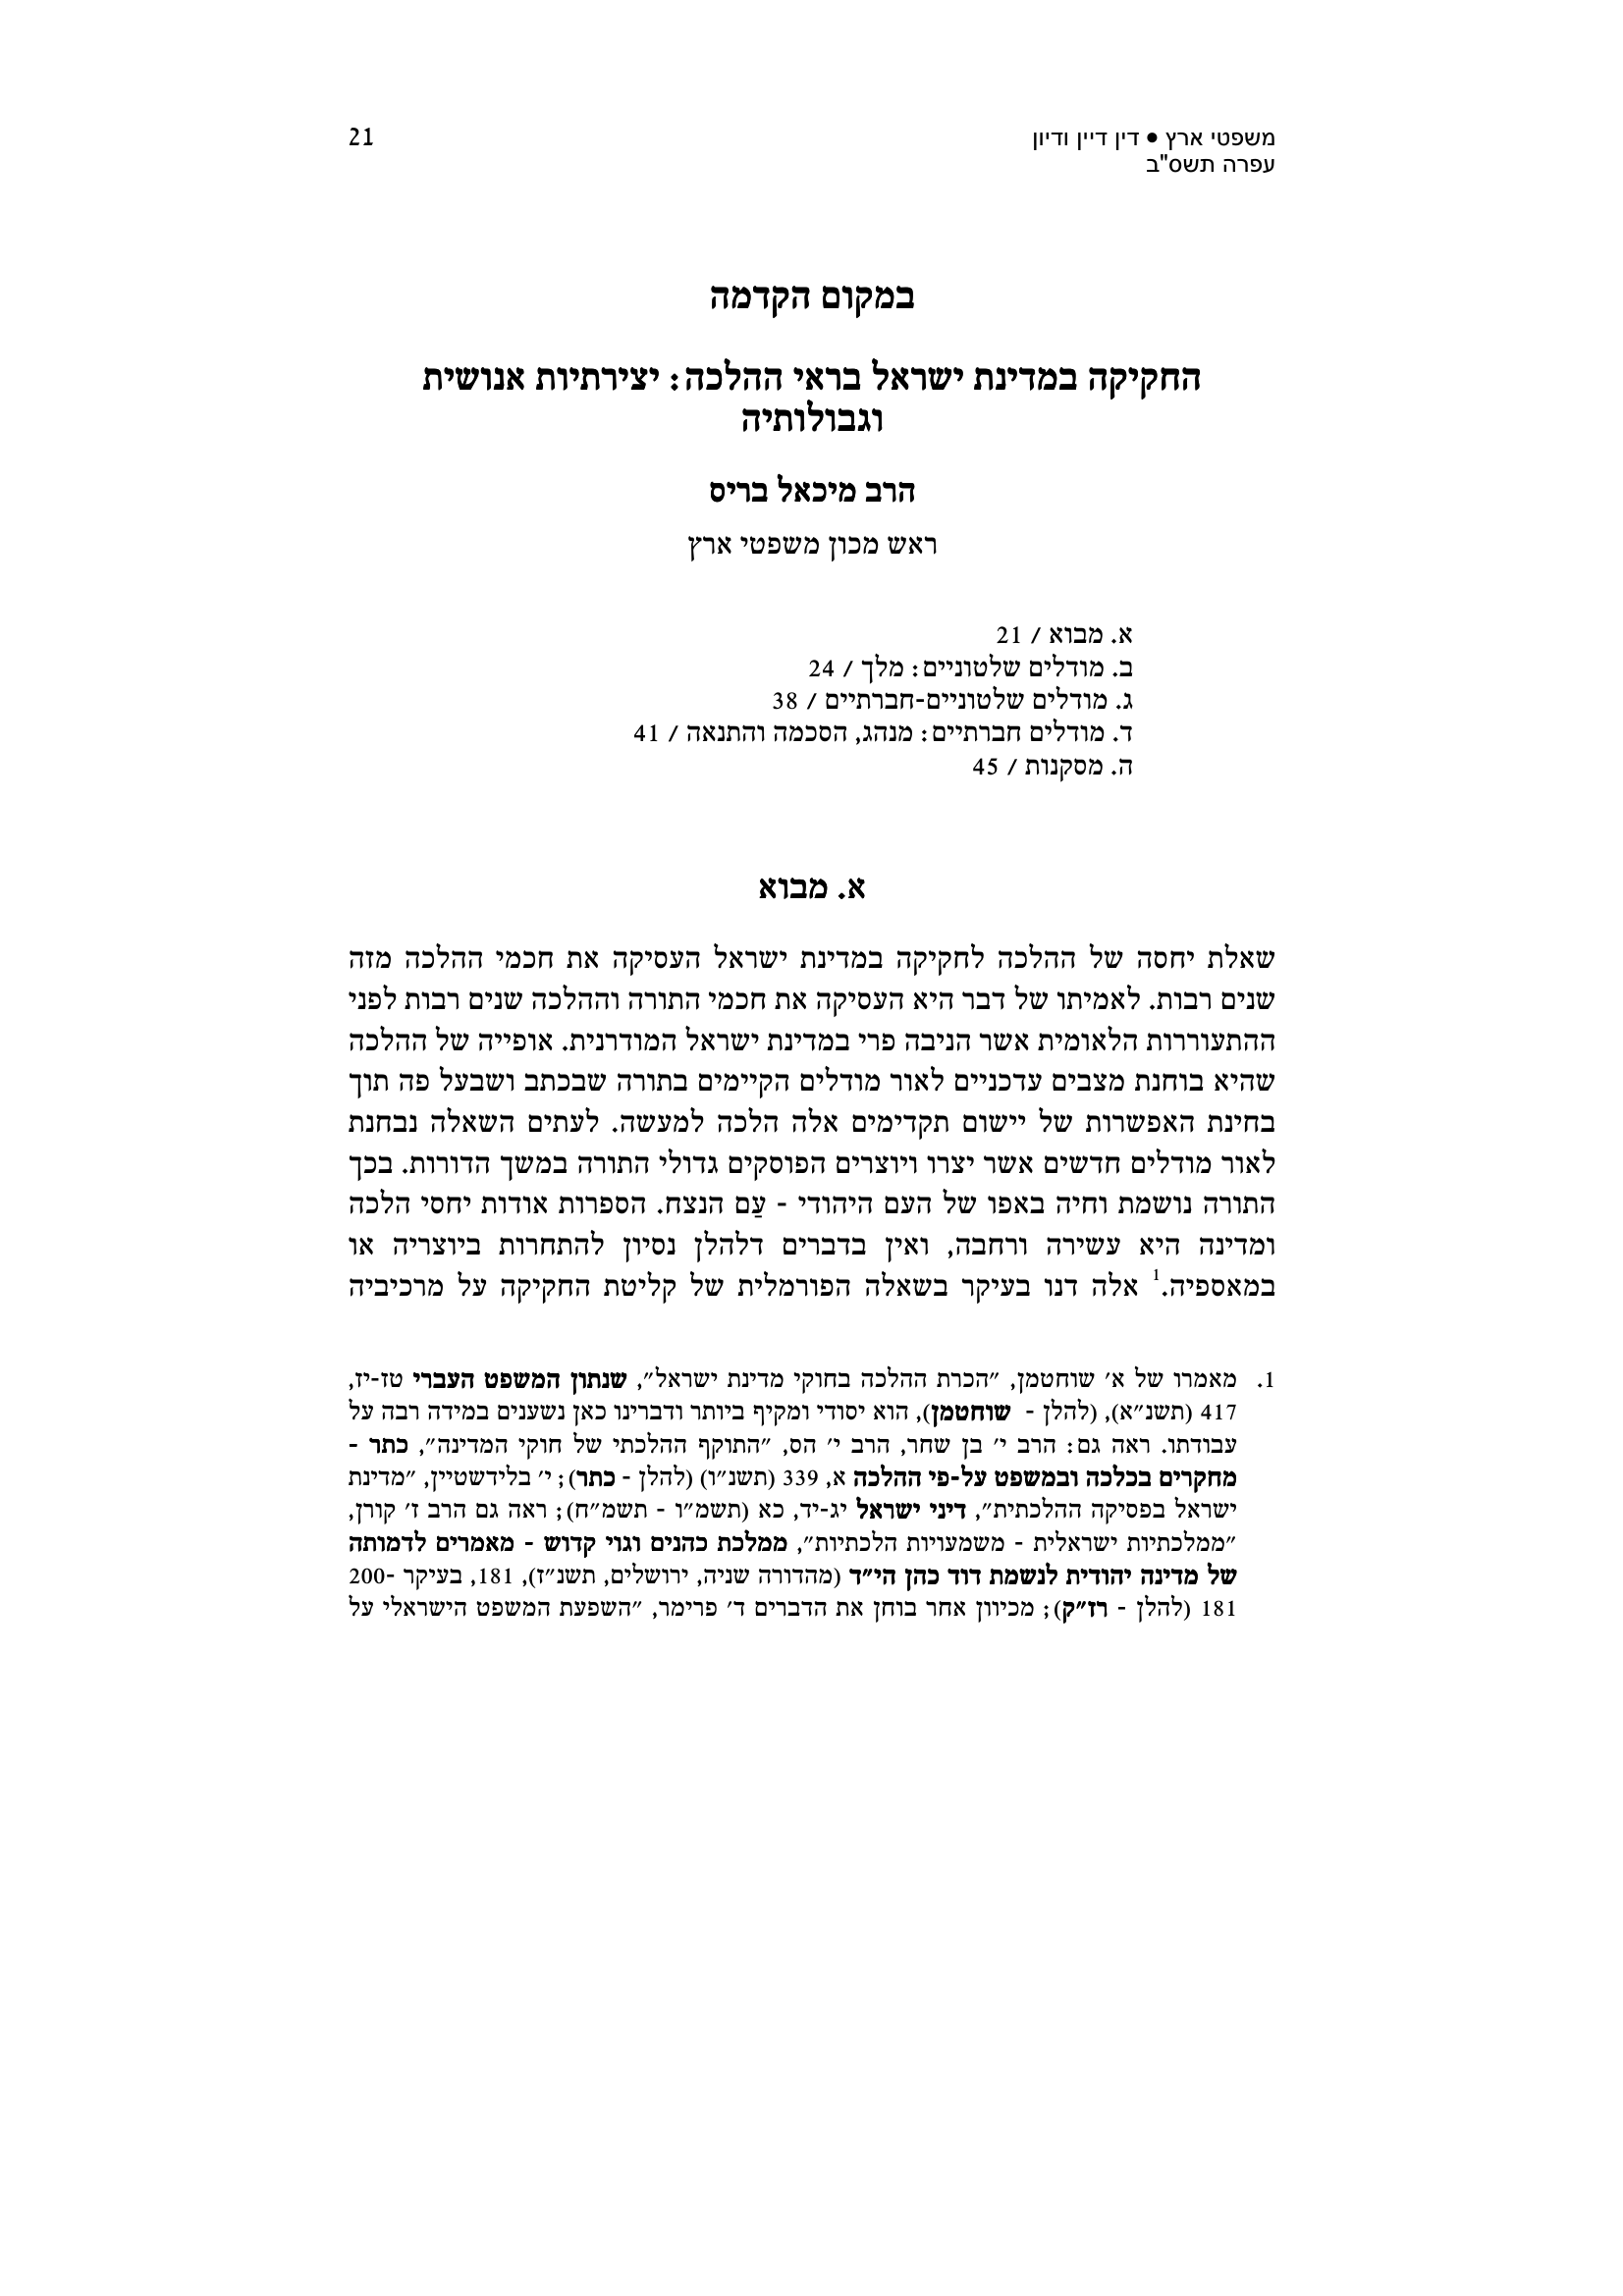 משפטי ארץ • דין דיין ודיון 21
עפרה תשס"ב
במקום הקדמה
החקיקה במדינת ישראל בראי ההלכה: יצירתיות אנושית
וגבולותיה
הרב מיכאל בריס
ראש מכון משפטי ארץ
א. מבוא / 21
ב. מודלים שלטוניים: מלך / 24
ג. מודלים שלטוניים-חברתיים / 38
ד. מודלים חברתיים: מנהג, הסכמה והתנאה / 41
ה. מסקנות / 45
א. מבוא
שאלת יחסה של ההלכה לחקיקה במדינת ישראל העסיקה את חכמי ההלכה מזה
שנים רבות. לאמיתו של דבר היא העסיקה את חכמי התורה וההלכה שנים רבות לפני
ההתעוררות הלאומית אשר הניבה פרי במדינת ישראל המודרנית. אופייה של ההלכה
שהיא בוחנת מצבים עדכניים לאור מודלים הקיימים בתורה שבכתב ושבעל פה תוך
בחינת האפשרות של יישום תקדימים אלה הלכה למעשה. לעתים השאלה נבחנת
לאור מודלים חדשים אשר יצרו ויוצרים הפוסקים גדולי התורה במשך הדורות. בכך
התורה נושמת וחיה באפו של העם היהודי - עַם הנצח. הספרות אודות יחסי הלכה
ומדינה היא עשירה ורחבה, ואין בדברים דלהלן נסיון להתחרות ביוצריה או
במאספיה.1 אלה דנו בעיקר בשאלה הפורמלית של קליטת החקיקה על מרכיביה
1. מאמרו של א׳ שוחטמן, ״הכרת ההלכה בחוקי מדינת ישראל״, שנתון המשפט העברי טז-יז,
417 (תשנ״א), (להלן - שוחטמן), הוא יסודי ומקיף ביותר ודברינו כאן נשענים במידה רבה על
עבודתו. ראה גם: הרב י׳ בן שחר, הרב י׳ הס, ״התוקף ההלכתי של חוקי המדינה״, כתר -
מחקרים בכלכה ובמשפט על-פי ההלכה א, 339 (תשנ״ו) (להלן - כתר); י׳ בלידשטיין, ״מדינת
ישראל בפסיקה ההלכתית״, דיני ישראל יג-יד, כא (תשמ״ו - תשמ״ח); ראה גם הרב ז׳ קורן,
״ממלכתיות ישראלית - משמעויות הלכתיות״, ממלכת כהנים וגוי קדוש - מאמרים לדמותה
של מדינה יהודית לנשמת דוד כהן הי״ד (מהדורה שניה, ירושלים, תשנ״ז), 181, בעיקר 200-
181 (להלן - רז״ק); מכיוון אחר בוחן את הדברים ד׳ פרימר, ״השפעת המשפט הישראלי על